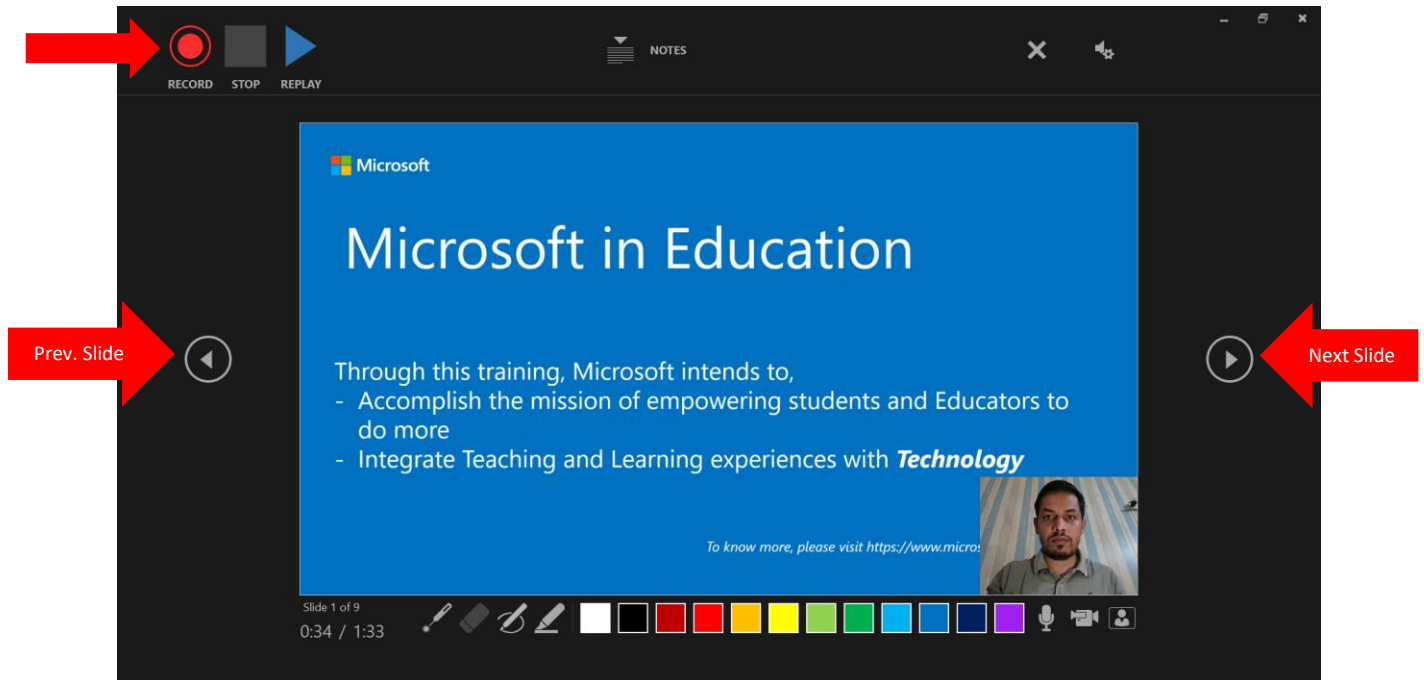 NOTES
RECORD STOP REPLAY
Microsoft
Microsoft in Education
Prev. Slide
Next Slide
Through this training, Microsoft intends to,
- Accomplish the mission of empowering students and Educators to
do more
- Integrate Teaching and Learning experiences with Technology
To know more, please visit https://www.micros
Slide 1 of 9
0:34 / 1:33